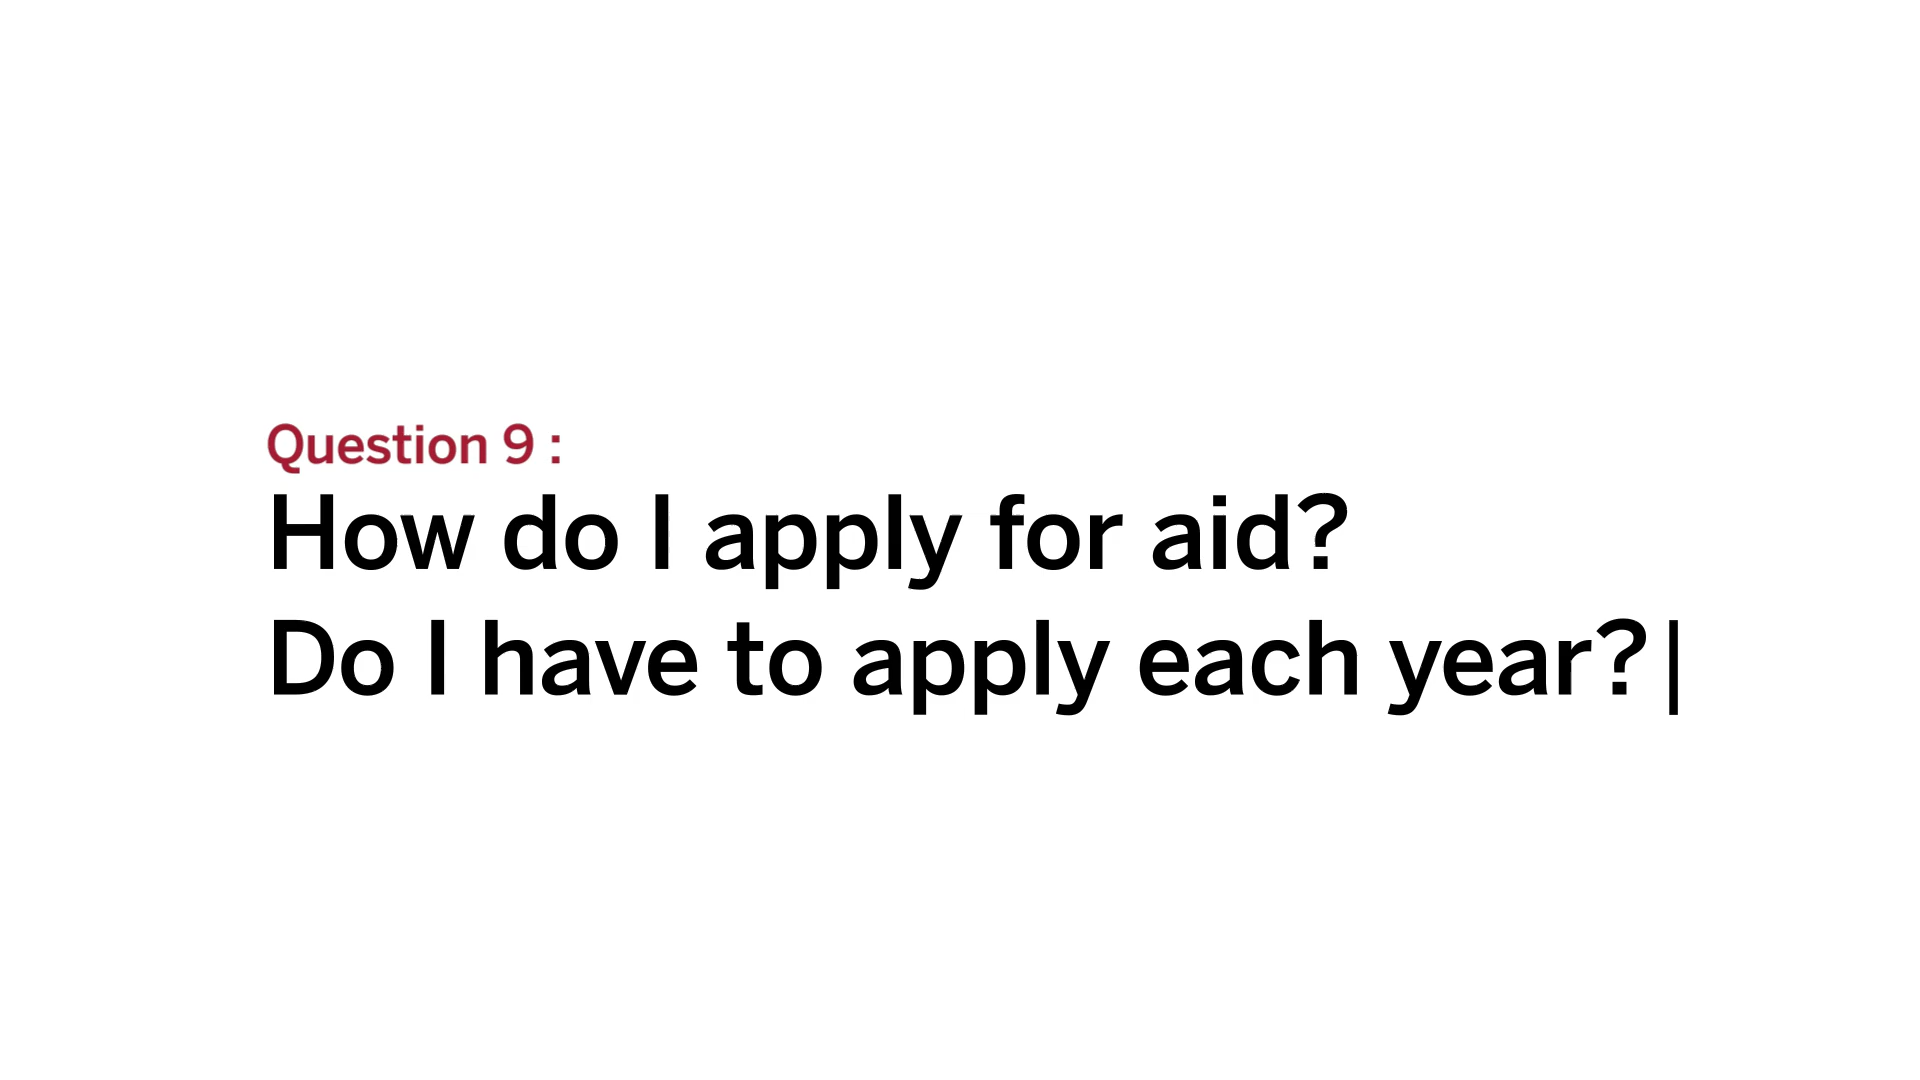 Question 9 :
How do I apply for aid?
Do I have to apply each year?|